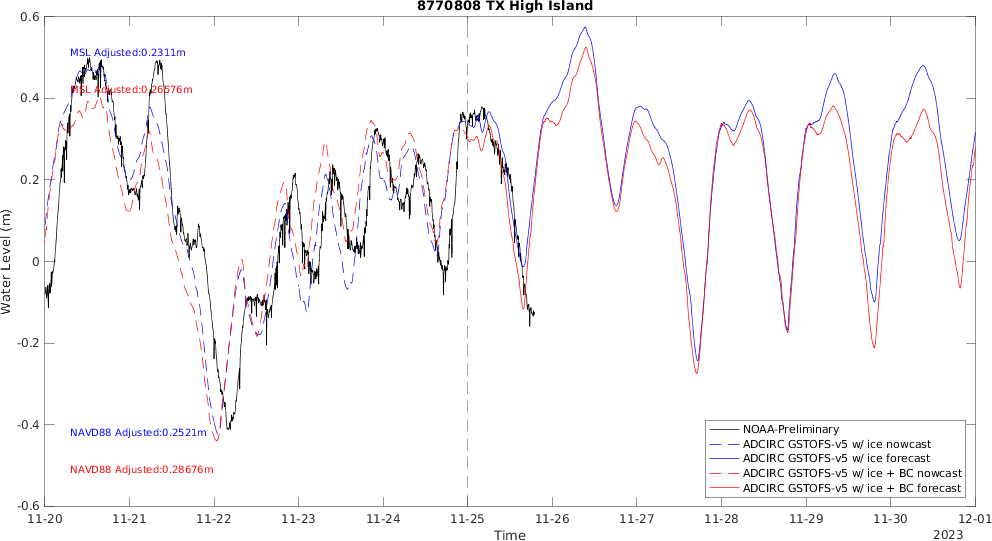 8770808 TX High Island
0.6
MSL Adjusted:0.2311m
MSL Adjusted:0.26576m
0.4
0.2
Water Level (m)
0
-0.2
-0.4
NAVD88 Adjusted:0.2521m
NAVD88 Adjusted:0.28676m
-0.6
NOAA-Preliminary
ADCIRC GSTOFS-v5 w/ ice nowcast
ADCIRC GSTOFS-v5 w/ ice forecast
ADCIRC GSTOFS-v5 w/ ice + BC nowcast
ADCIRC GSTOFS-v5 w/ ice + BC forecast
11-20 11-21 11-22 11-23 11-24 11-25 11-26 11-27 11-28 11-29 11-30 12-01
Time
2023